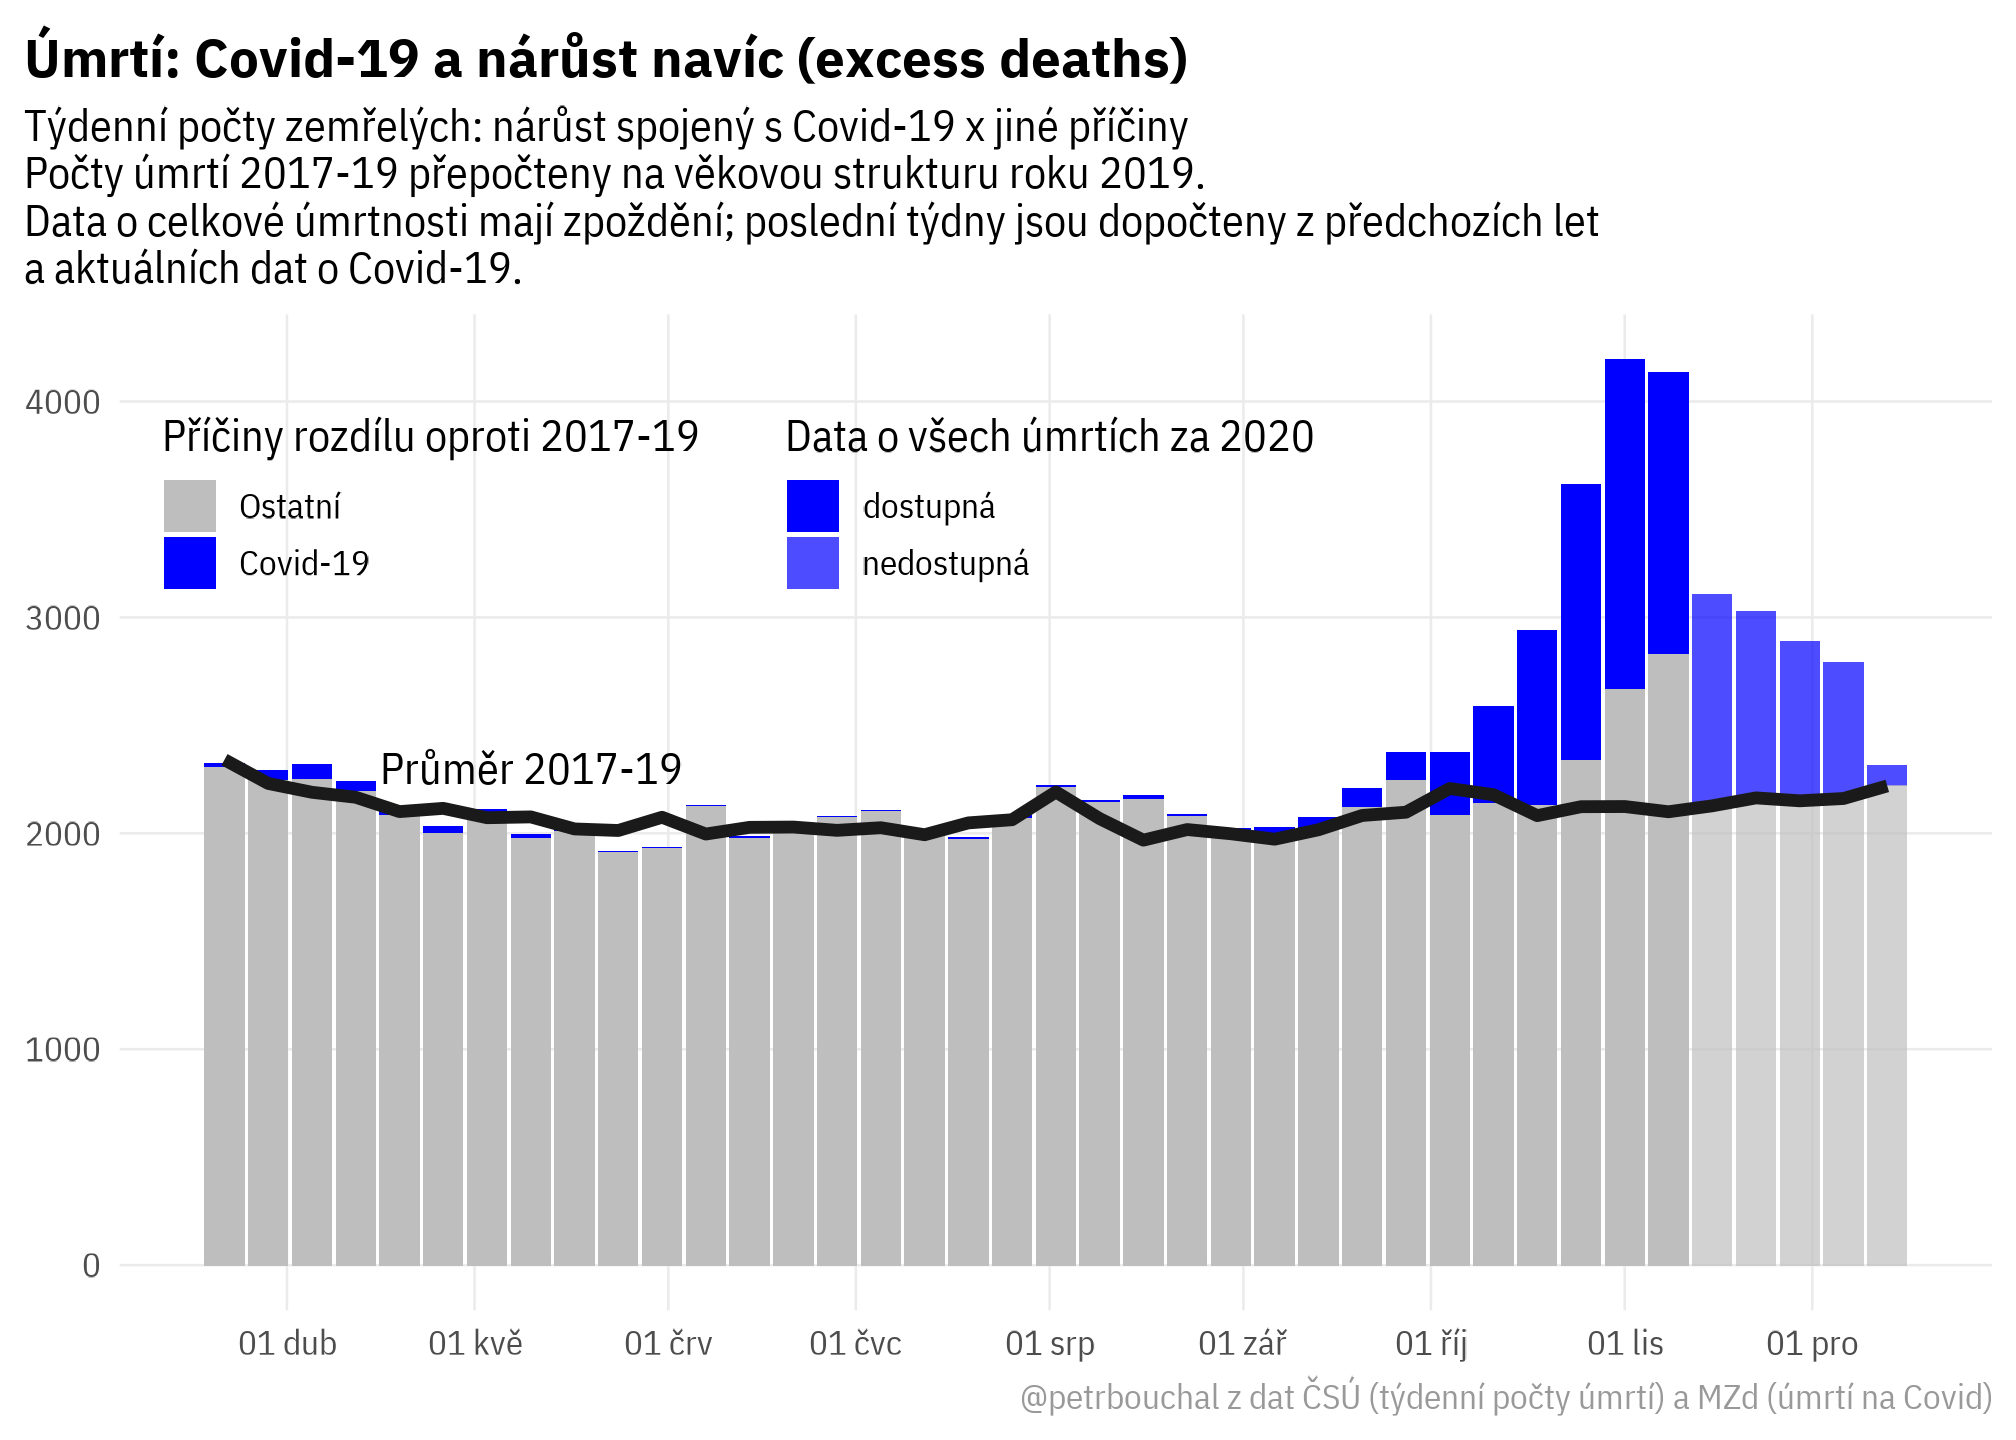 Úmrtí: Covid-19 a nárůst navíc (excess deaths)
Týdenní počty zemřelých: nárůst spojený s Covid-19 x jiné příčiny
Počty úmrtí 2017-19 přepočteny na věkovou strukturu roku 2019.
Data o celkové úmrtnosti mají zpoždění; poslední týdny jsou dopočteny z předchozích let
a aktuálních dat o Covid-19.
4000
Příčiny rozdílu oproti 2017-19
Ostatní
Covid-19
Data o všech úmrtích za 2020
dostupná
nedostupná
3000
Průměr 2017-19
2000
1000
0
01 dub 01 kvě 01 črv 01 čvc 01 srp 01 zář 01 říj 01 lis 01 pro
@petrbouchal z dat ČSÚ (týdenní počty úmrtí) a MZd (úmrtí na Covid)